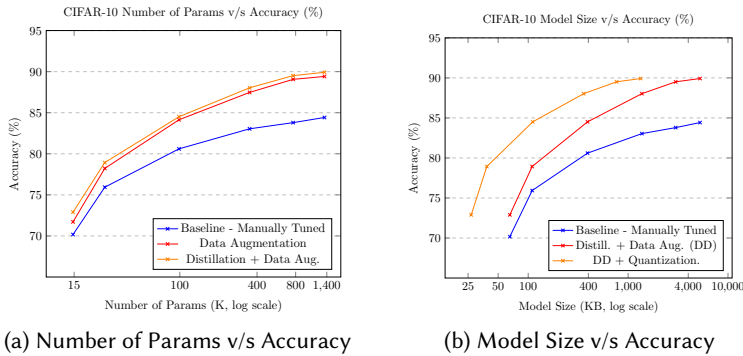 CIFAR-10 Number of Params v/s Accuracy (%)
Accuracy (%)
90
85
80
75
70
15 100 400 800 1,400
Number of Params (K, log scale)
Baseline - Manually Tuned
Data Augmentation
Distillation + Data Aug.
(a) Number of Params v/s Accuracy
CIFAR-10 Model Size v/s Accuracy (%)
Accuracy (%)
90
85
80
75
70
25 50 100 400 1,000 4,000 10,000
Model Size (KB, log scale)
Baseline - Manually Tuned
Distill. + Data Aug. (DD)
DD + Quantization.
(b) Model Size v/s Accuracy